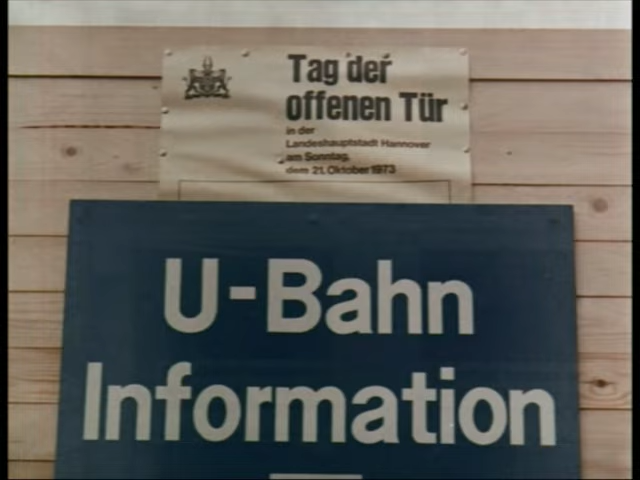 Tag der
offenen Tür
in der
Landeshauptstadt Hannover
am Sonntag,
dem 21. Oktober 1973
U-Bahn
Information